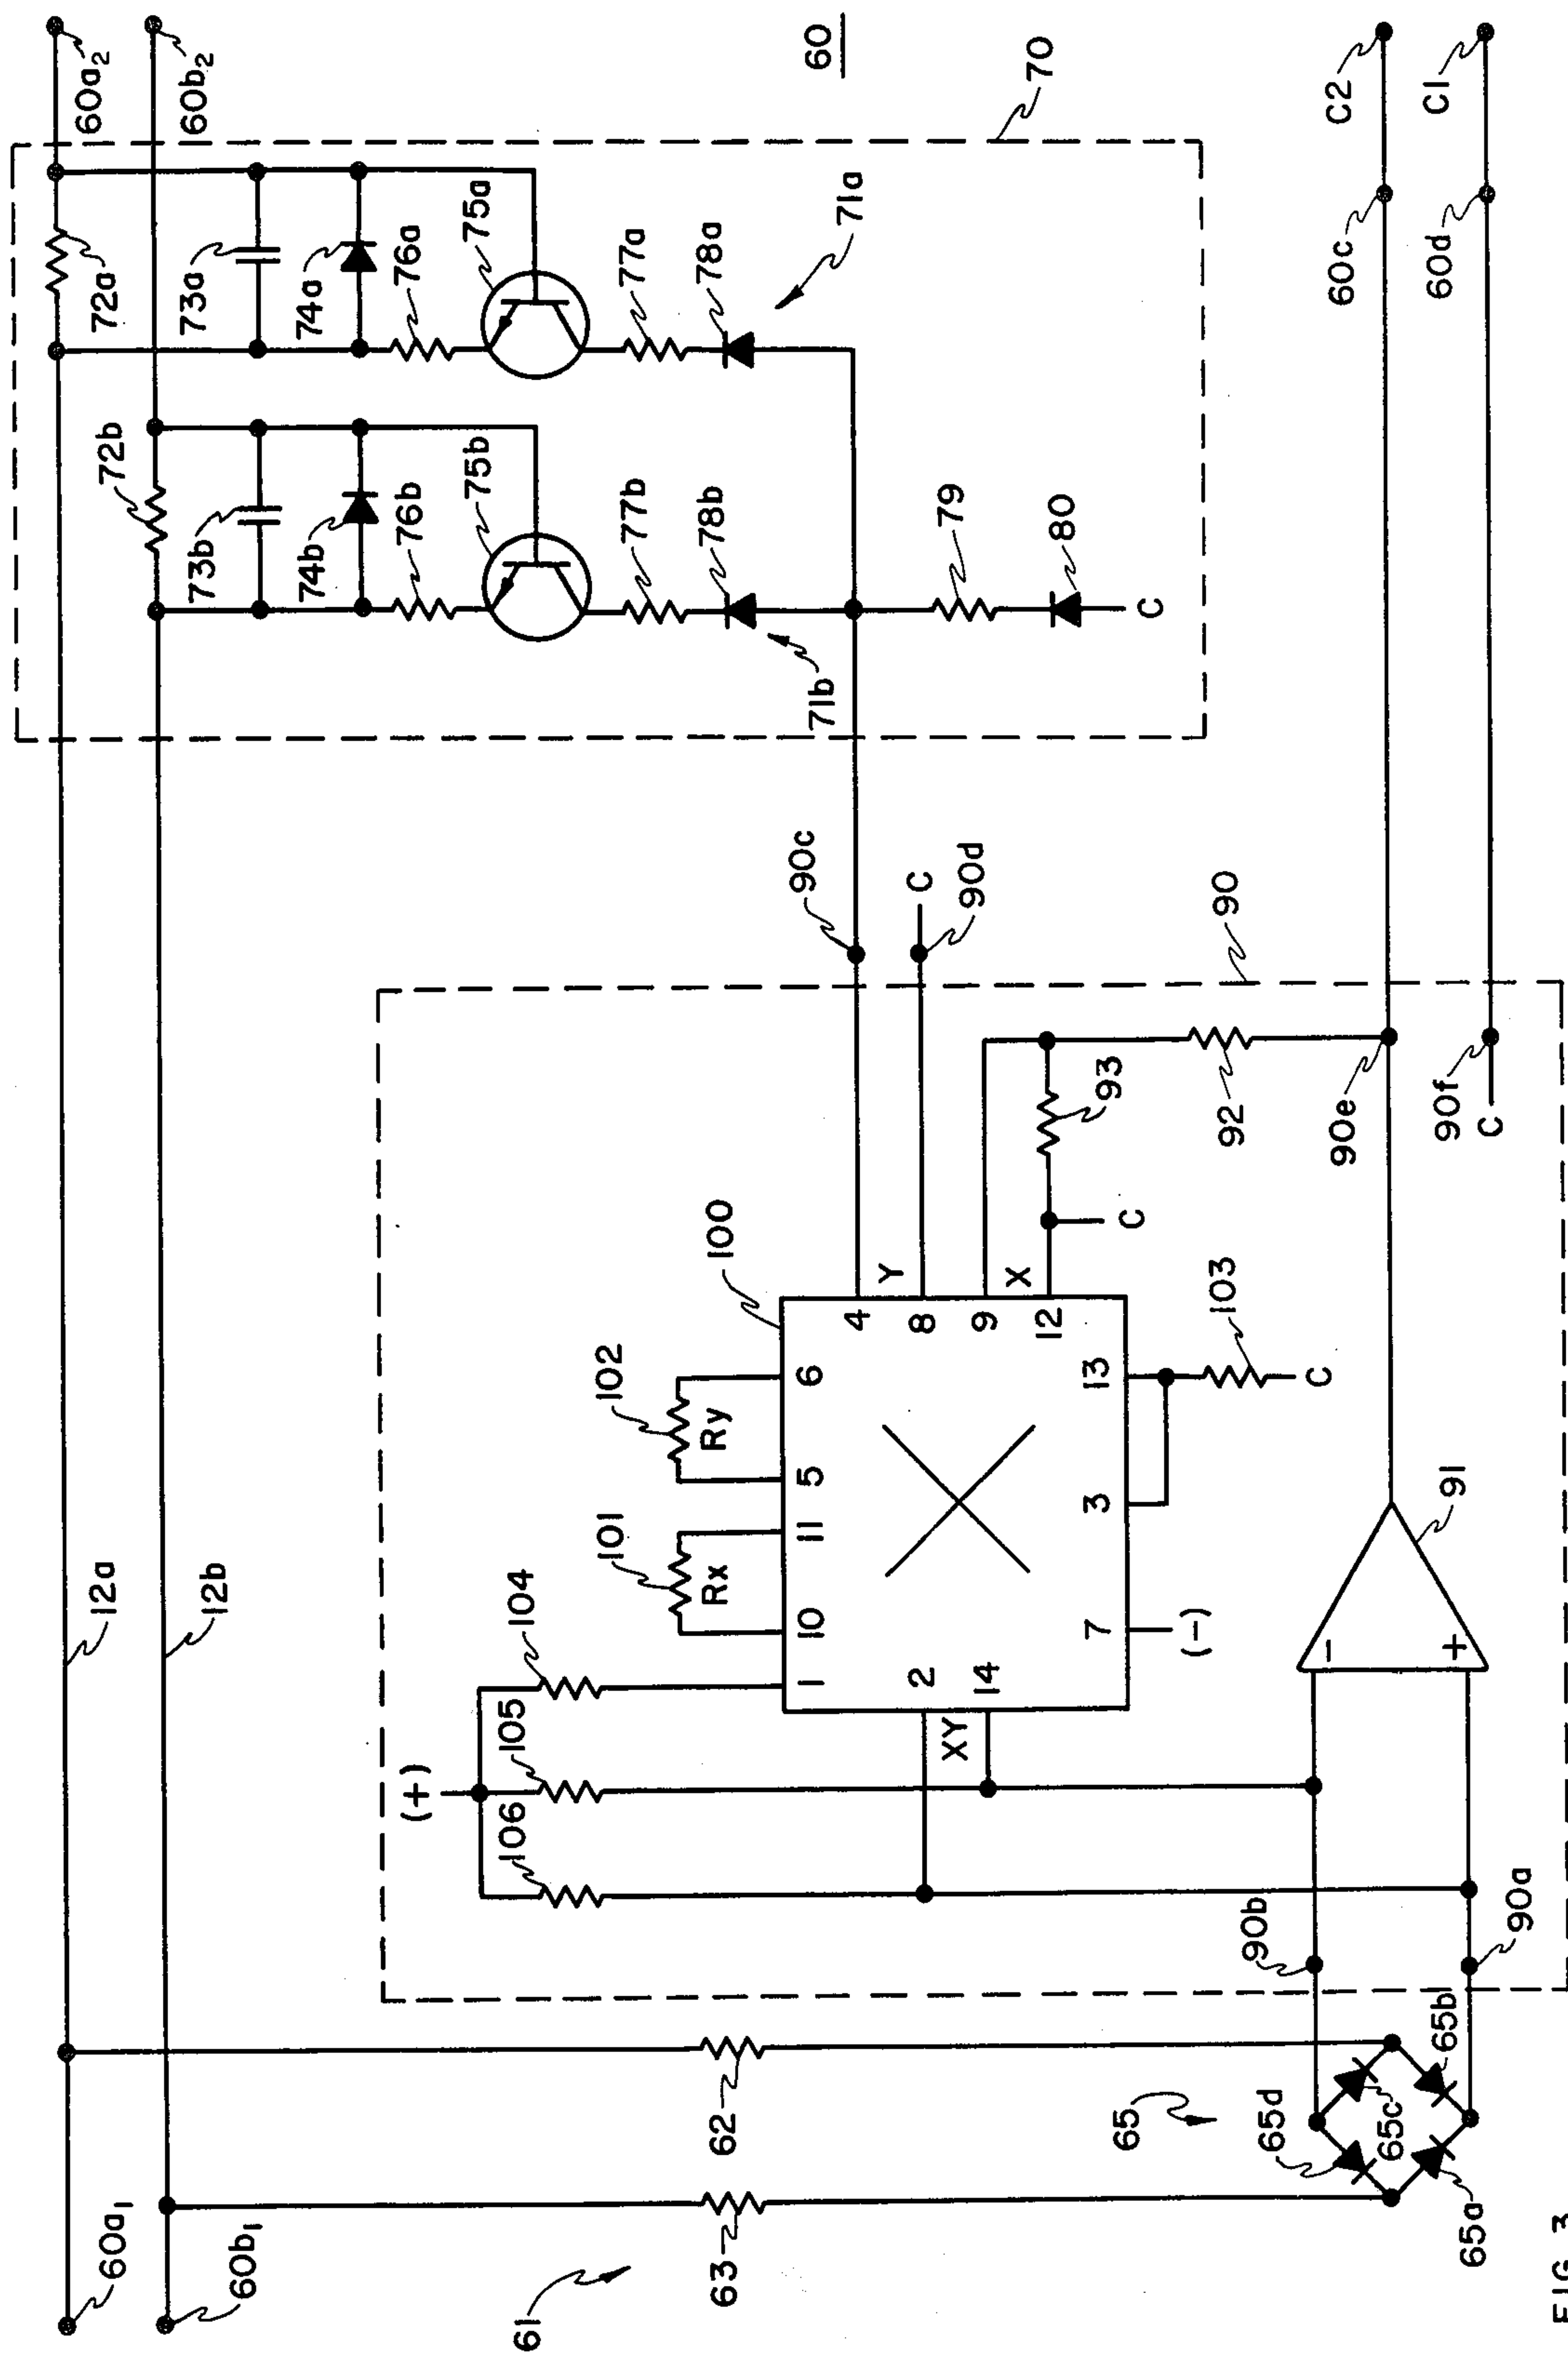 60a2
60b2
60
70
72a
73a
74a
76a
75a
77a
78a
71a
72b
73b
74b
76b
75b
77b
78b
71b
79
80
C
C2
C1
60c
60d
90c
C
90d
90
12a
12b
100
102
Ry
101
Rx
104
105
106
(+)
1
10
11
5
6
4
Y
8
9
X
12
13
3
7
14
2
XY
(-)
103
C
C
93
92
90e
90f
C
91
-
+
90b
90a
60a1
60b1
61
62
63
65
65d
65c
65b
65a
FIG. 3